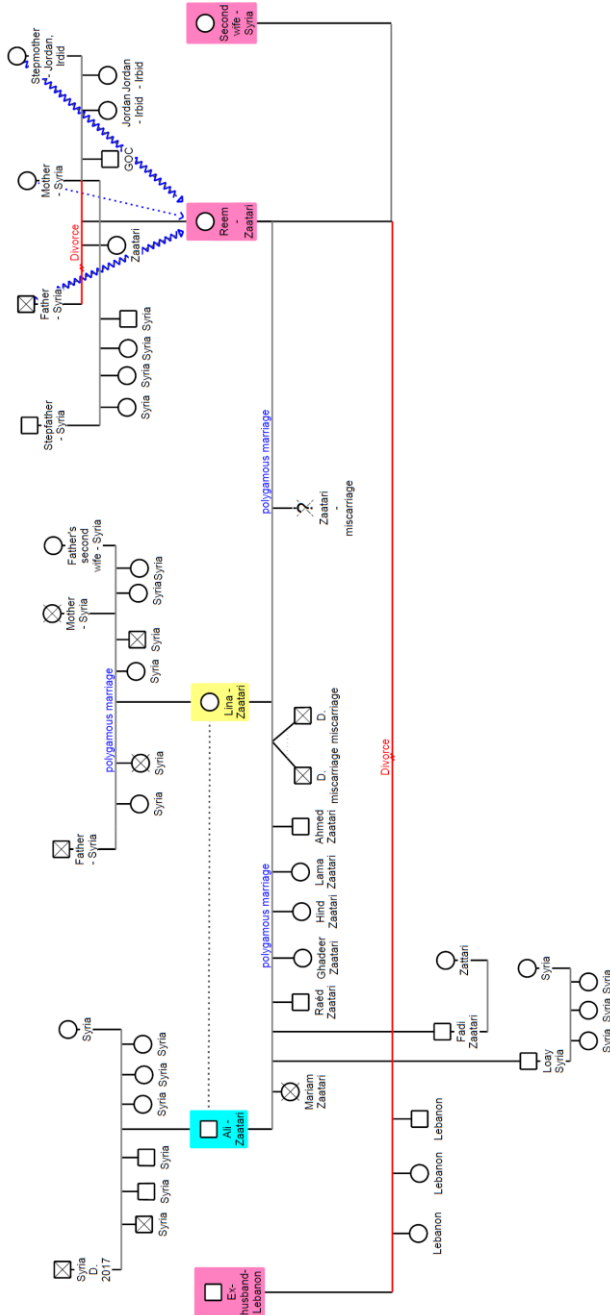 Syria
D.
2017
Syria
Syria
Syria
Syria
Syria
Syria
Syria
Syria
Father
- Syria
polygamous marriage
Mother
- Syria
Father's
second
wife - Syria
Syria
Syria
Syria
Syria
Syria
Syria
Stepfather
- Syria
Father
- Syria
Divorce
Mother
- Syria
Stepmother
- Jordan,
Irdid
Syria
Syria
Syria
Syria
Zaatari
GOC
Jordan Jordan
- Irbid - Irbid
Ex-
husband-
Lebanon
Ali -
Zaatari
Lina -
Zaatari
Reem
-
Zaatari
Second
wife -
Syria
polygamous marriage
polygamous marriage
Mariam
Zaatari
Raed
Zaatari
Ghadeer
Zaatari
Hind
Zaatari
Lama
Zaatari
Ahmed
Zaatari
D.
miscarriage
D.
miscarriage
Zaatari
-
miscarriage
Divorce
Lebanon
Lebanon
Lebanon
Fadi
Zaatari
Zattari
Loay
Syria
Syria
Syria
Syria
Syria